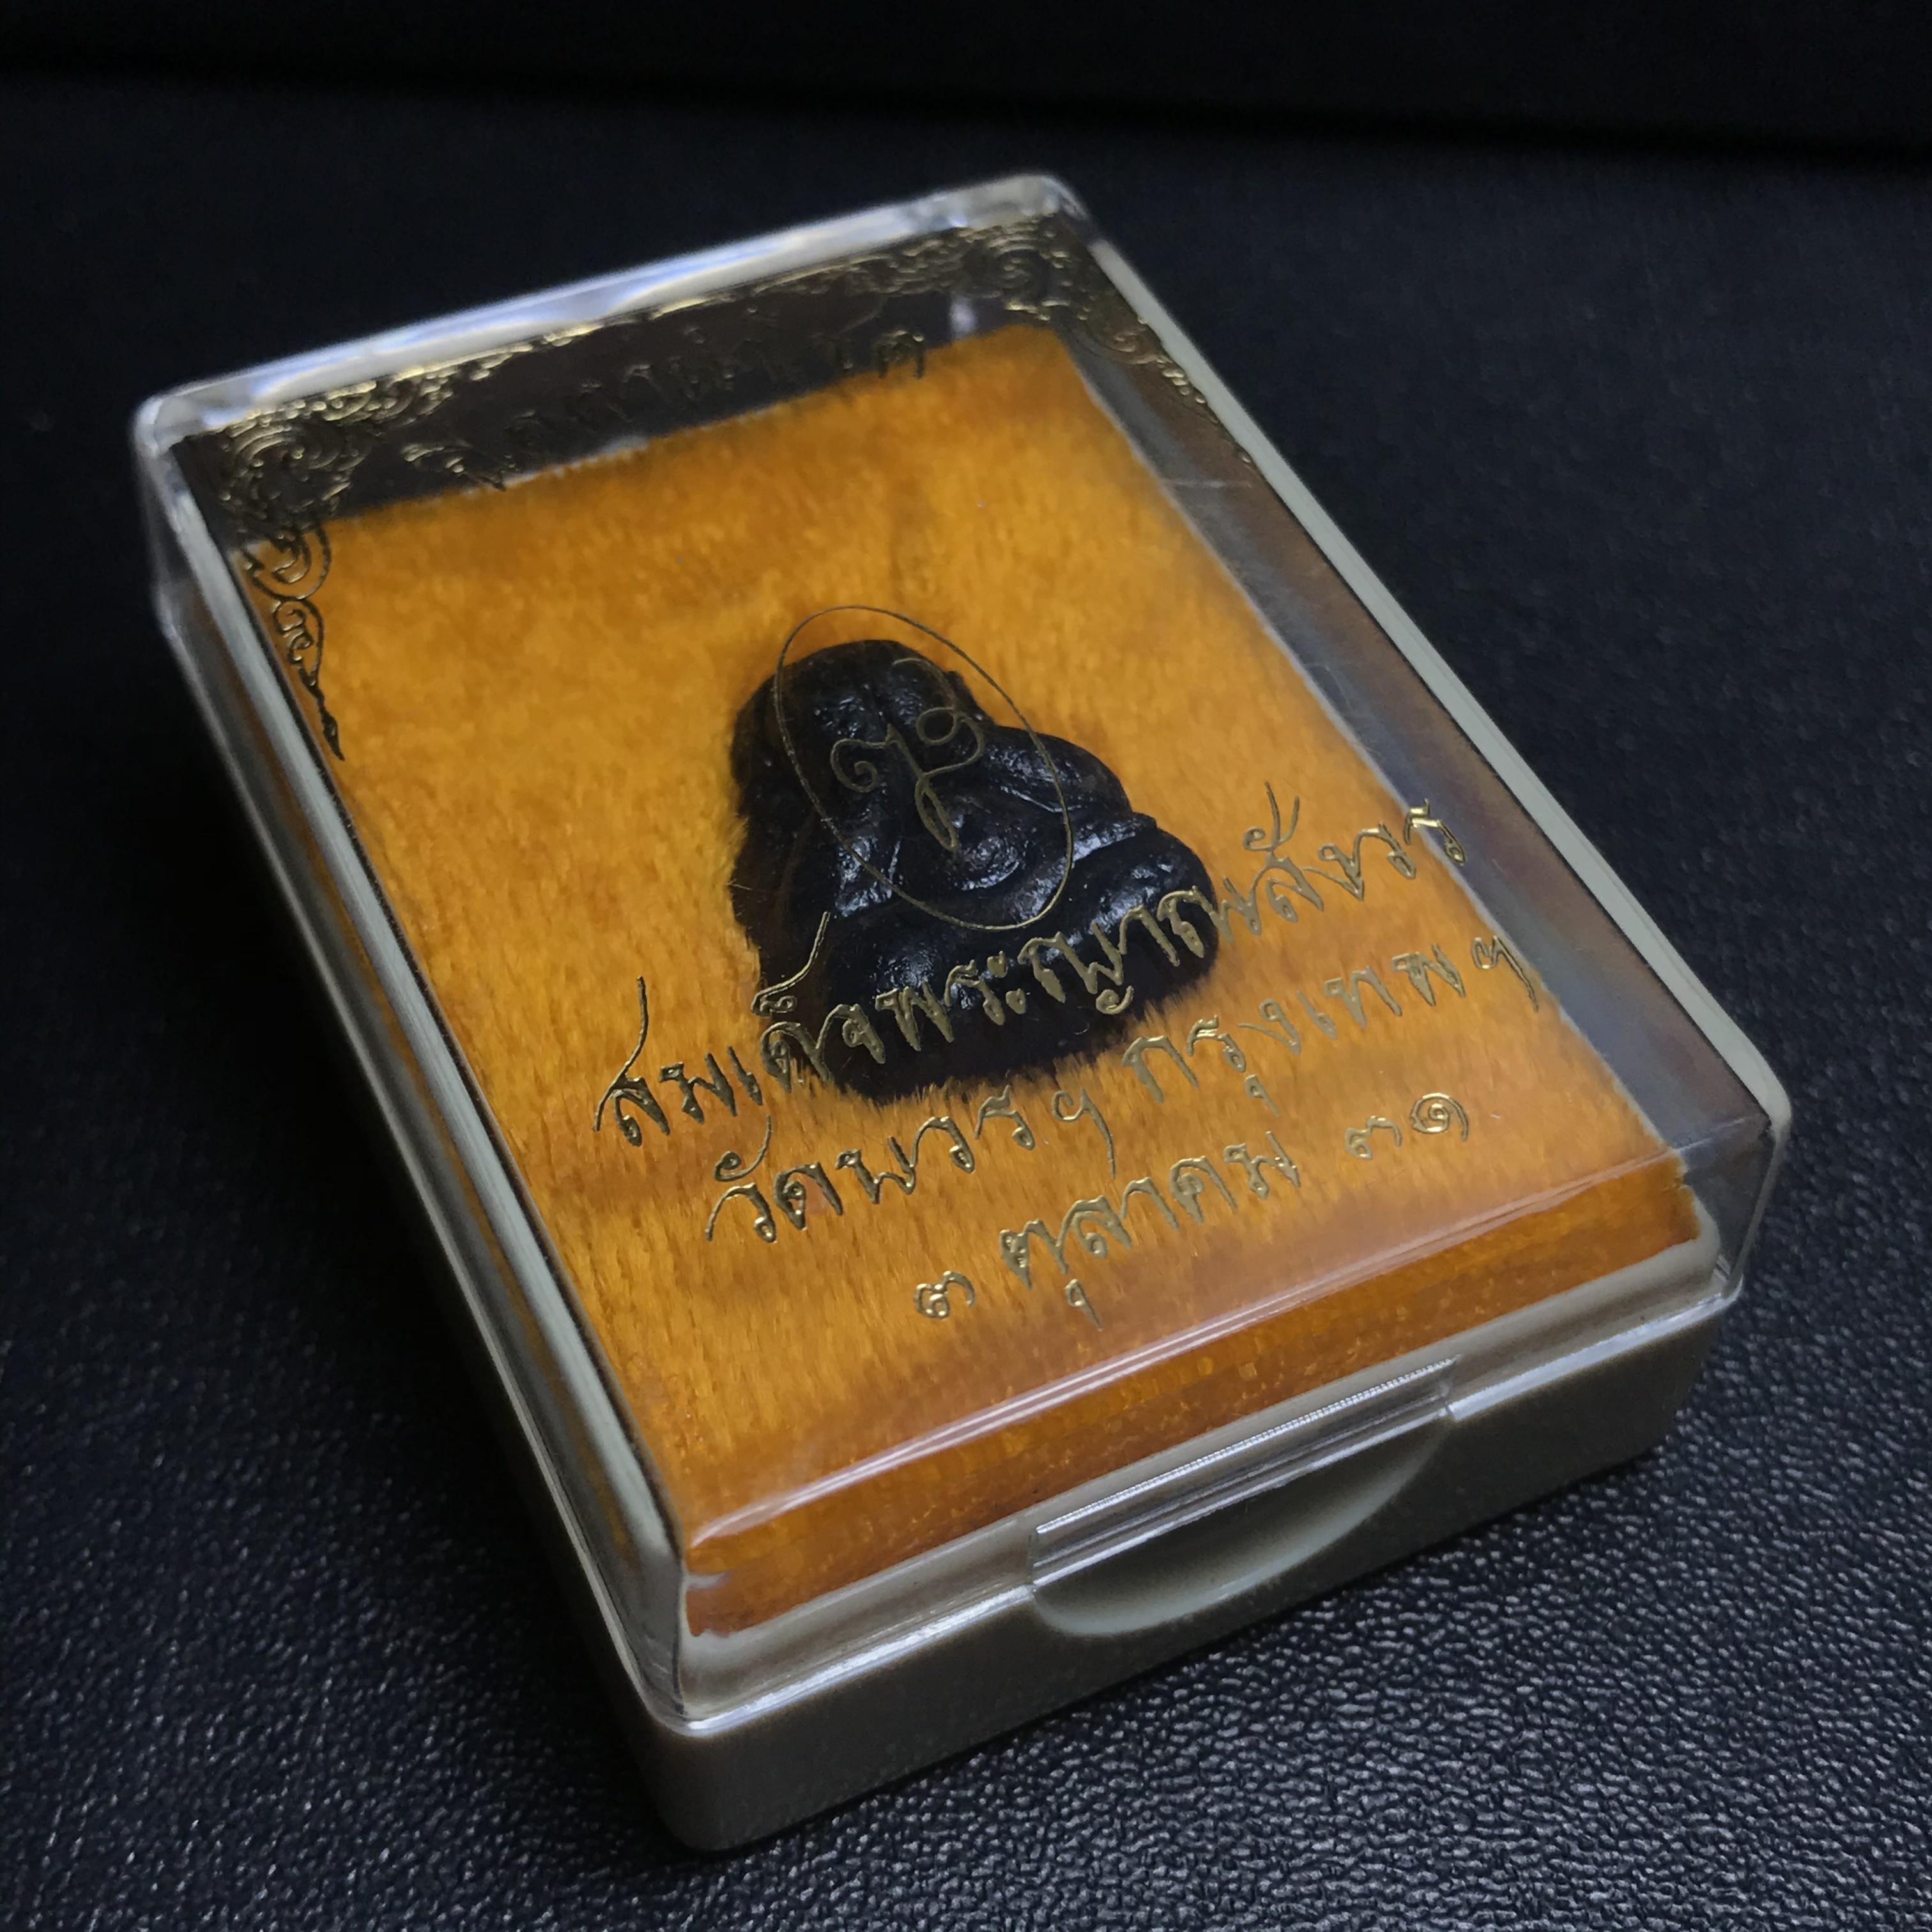 สมเด็จพระญาณสังวร
วัดบวรฯ กรุงเทพฯ
๓ ตุลาคม ๓๑